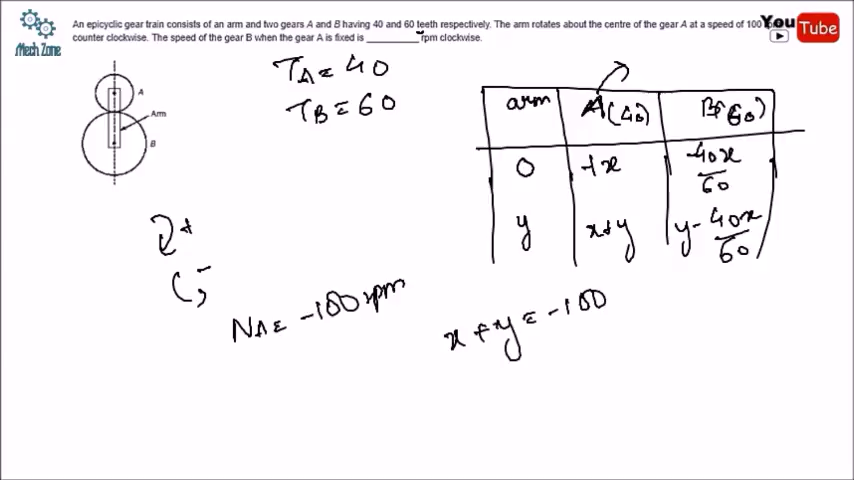 An epicyclic gear train consists of an arm and two gears A and B having 40 and 60 teeth respectively. The arm rotates about the centre of the gear A at a speed of 100
counter clockwise. The speed of the gear B when the gear A is fixed is __________ rpm clockwise.
You Tube
Mech Zone
A
Arm
B
TA = 40
TB = 60
arm A(40) B(60)
0 +x -40x/60
y x+y y-40x/60
+
-
NA = -100 rpm
x+y = -100